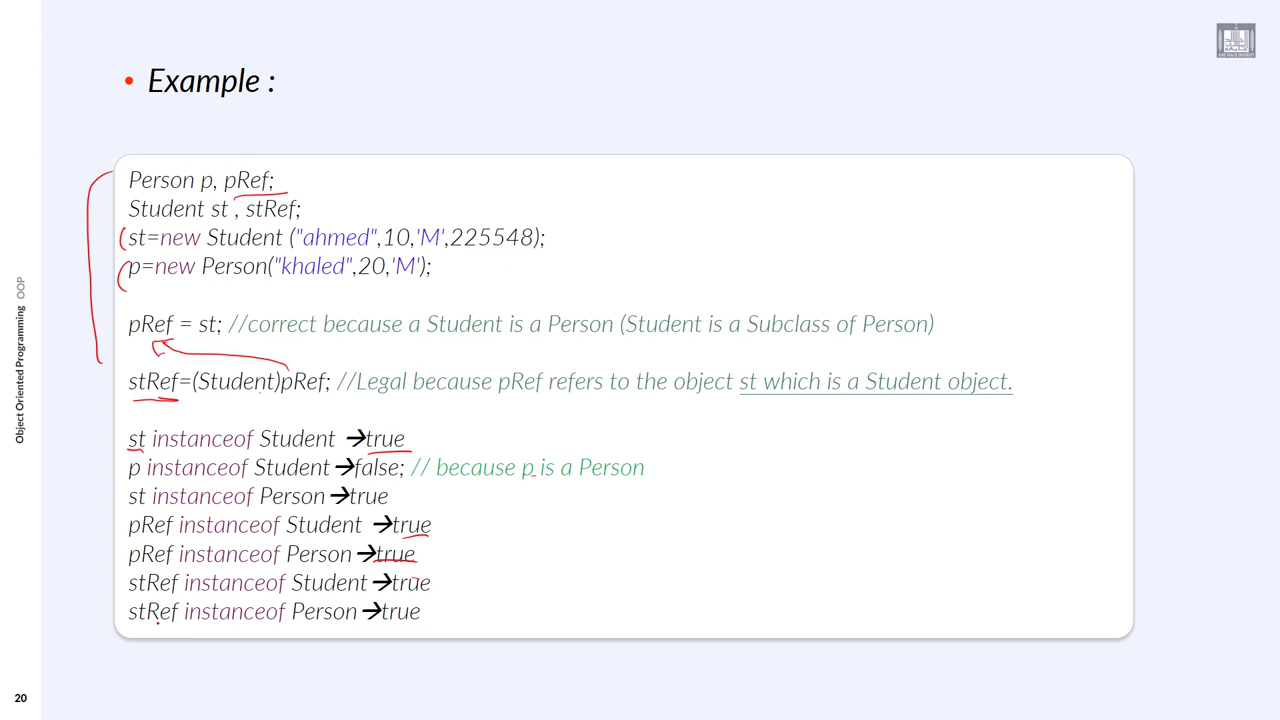 • Example :
Person p, pRef;
Student st , stRef;
st=new Student ("ahmed",10,'M',225548);
p=new Person("khaled",20,'M');
pRef = st; //correct because a Student is a Person (Student is a Subclass of Person)
stRef=(Student)pRef; //Legal because pRef refers to the object st which is a Student object.
st instanceof Student →true
p instanceof Student→false; // because p is a Person
st instanceof Person→true
pRef instanceof Student →true
pRef instanceof Person→true
stRef instanceof Student→true
stRef instanceof Person→true
Object Oriented Programming OOP
20